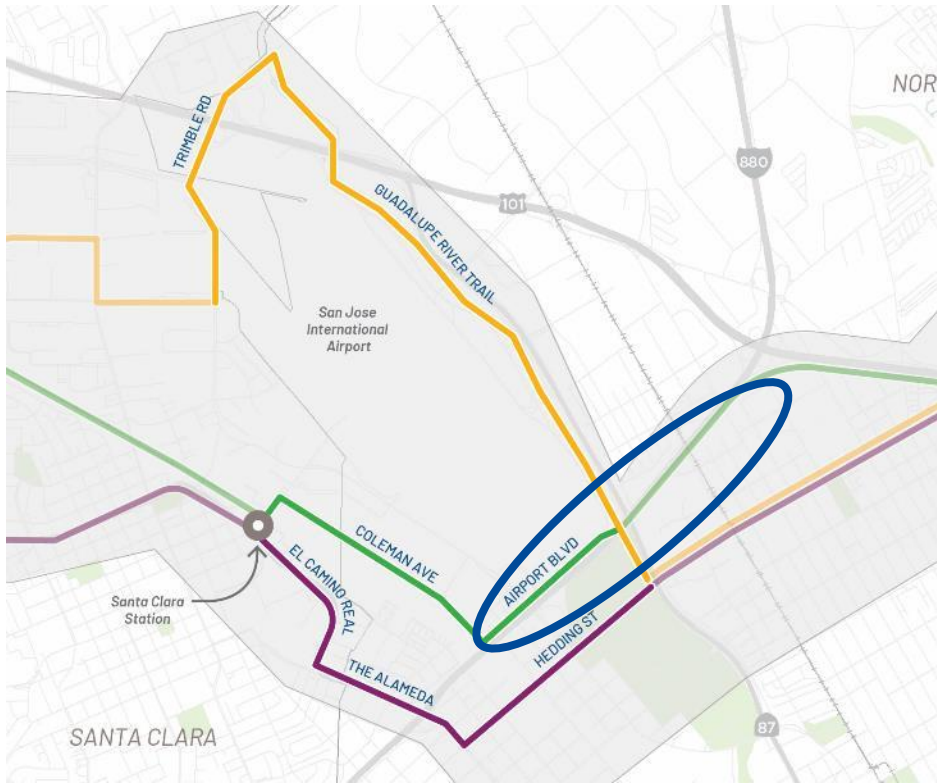 NOR
TRIMBLE RD
880
101
GUADALUPE RIVER TRAIL
San Jose
International
Airport
COLEMAN AVE
AIRPORT BLVD
EL CAMINO REAL
Santa Clara
Station
HEDDING ST
THE ALAMEDA
SANTA CLARA
87